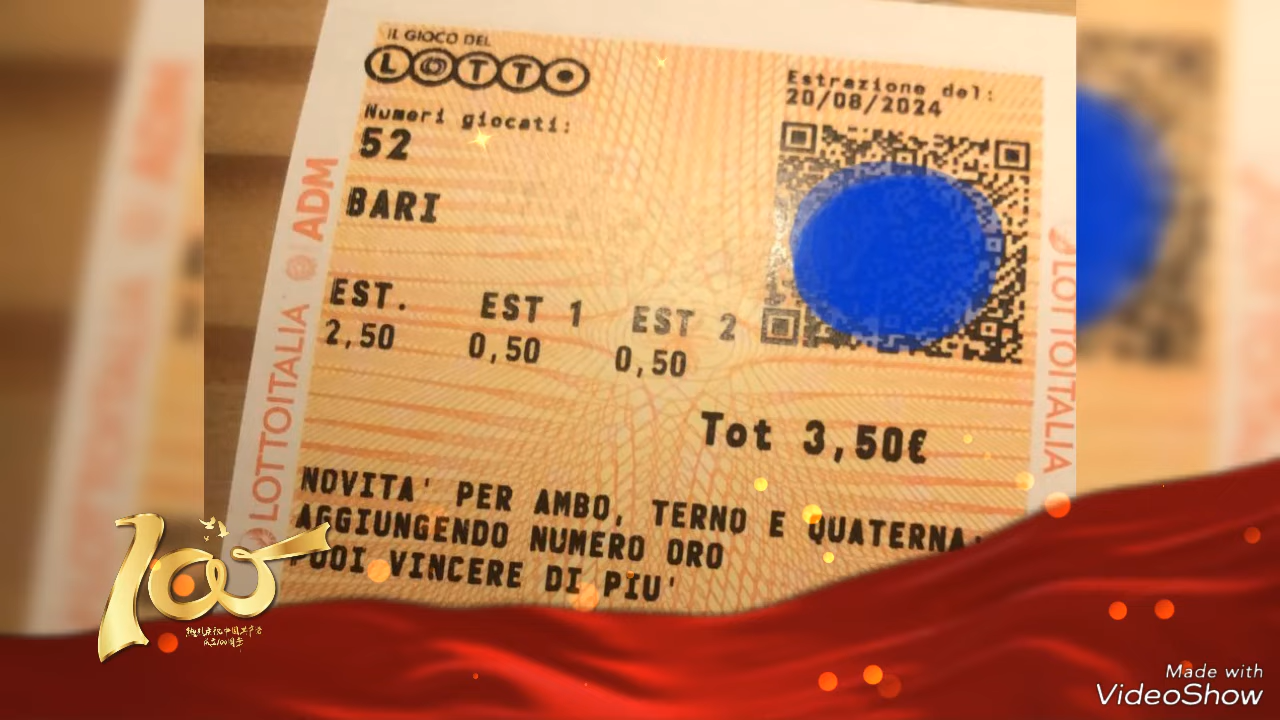 IL GIOCO DEL
LOTTO
Numeri giocati:
52
BARI
Estrazione del:
20/08/2024
EST. EST 1 EST 2
2,50 0,50 0,50
Tot 3,50€
NOVITA' PER AMBO, TERNO E QUATERNA:
AGGIUNGENDO NUMERO ORO
PUOI VINCERE DI PIU'
ADM
LOTTOITALIA
LOTTOITALIA
100
Made with
VideoShow